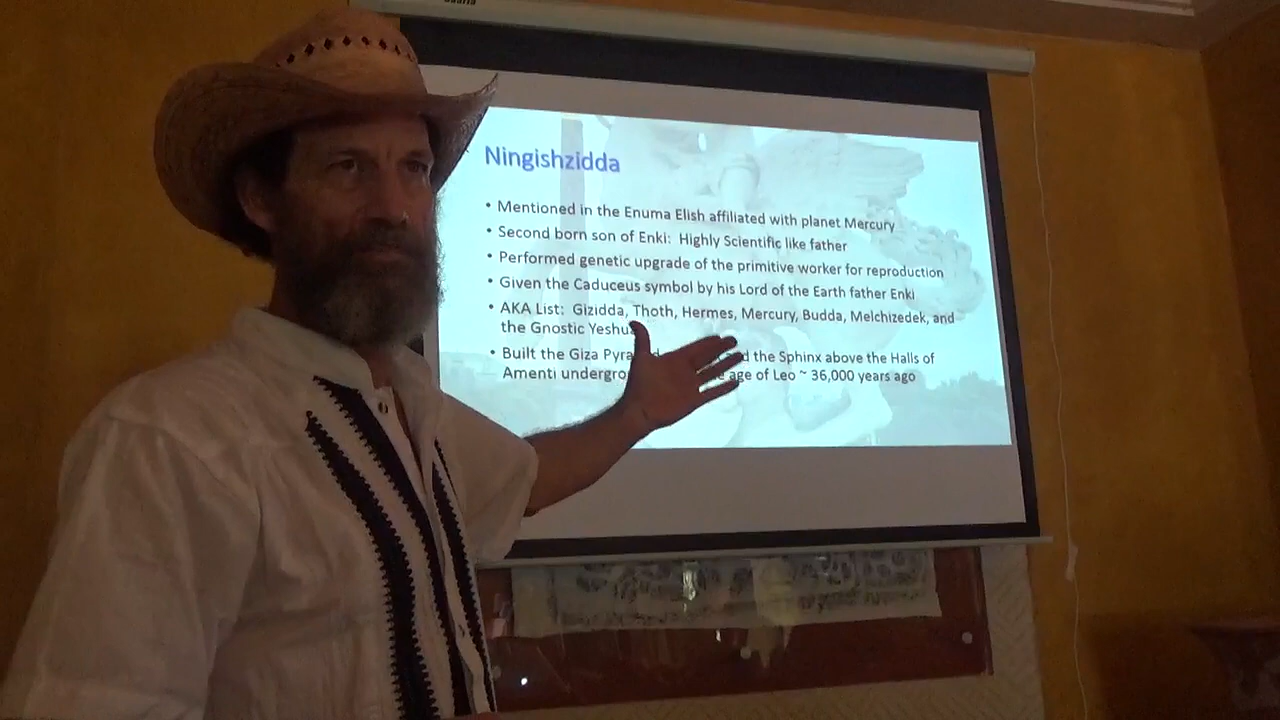 Ningishzidda
• Mentioned in the Enuma Elish affiliated with planet Mercury
• Second born son of Enki: Highly Scientific like father
• Performed genetic upgrade of the primitive worker for reproduction
• Given the Caduceus symbol by his Lord of the Earth father Enki
• AKA List: Gizidda, Thoth, Hermes, Mercury, Budda, Melchizedek, and
the Gnostic
• Built the Giza the Sphinx above the Halls of
Amenti age of Leo ~ 36,000 years ago